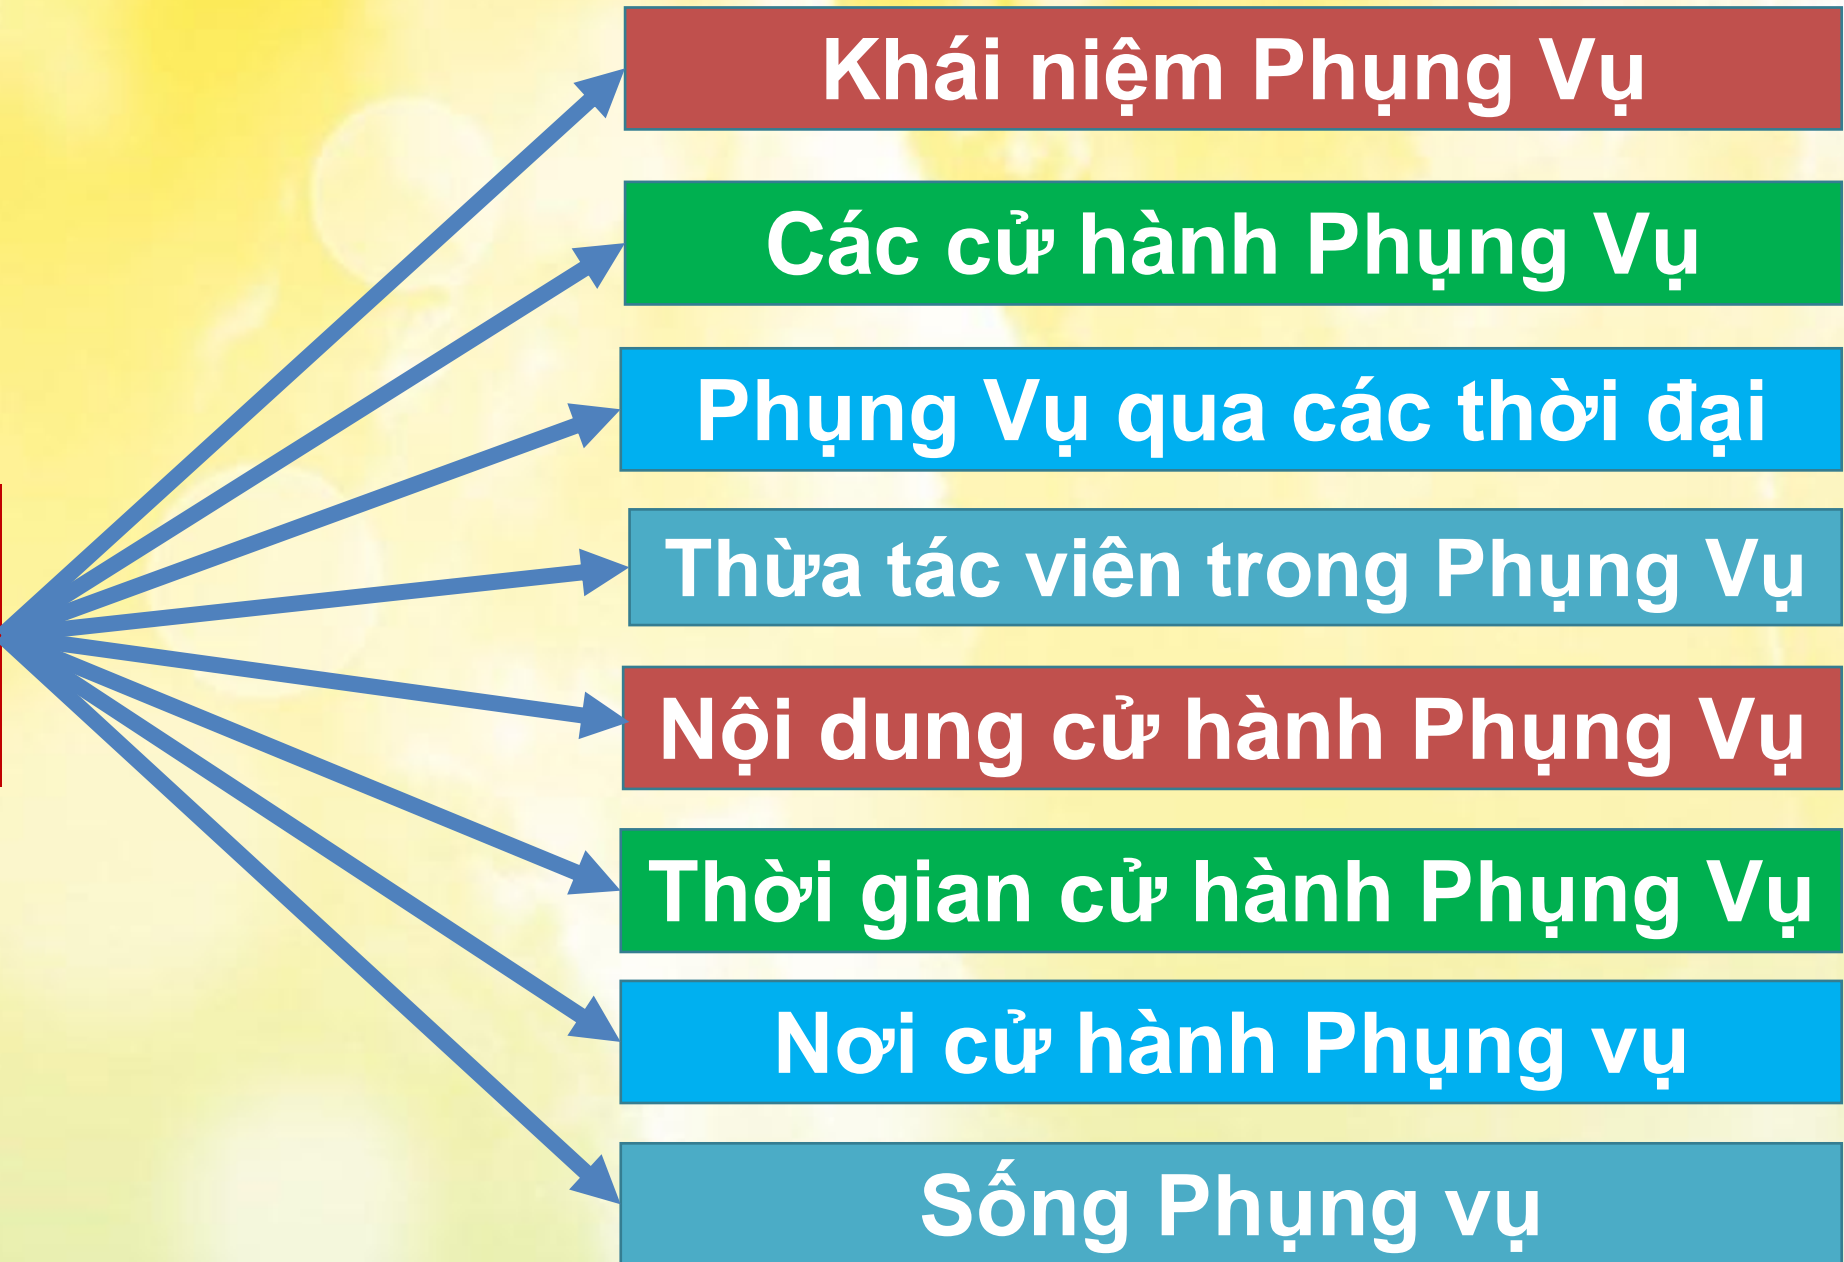 Khái niệm Phụng Vụ
Các cử hành Phụng Vụ
Phụng Vụ qua các thời đại
Thừa tác viên trong Phụng Vụ
Nội dung cử hành Phụng Vụ
Thời gian cử hành Phụng Vụ
Nơi cử hành Phụng vụ
Sống Phụng vụ